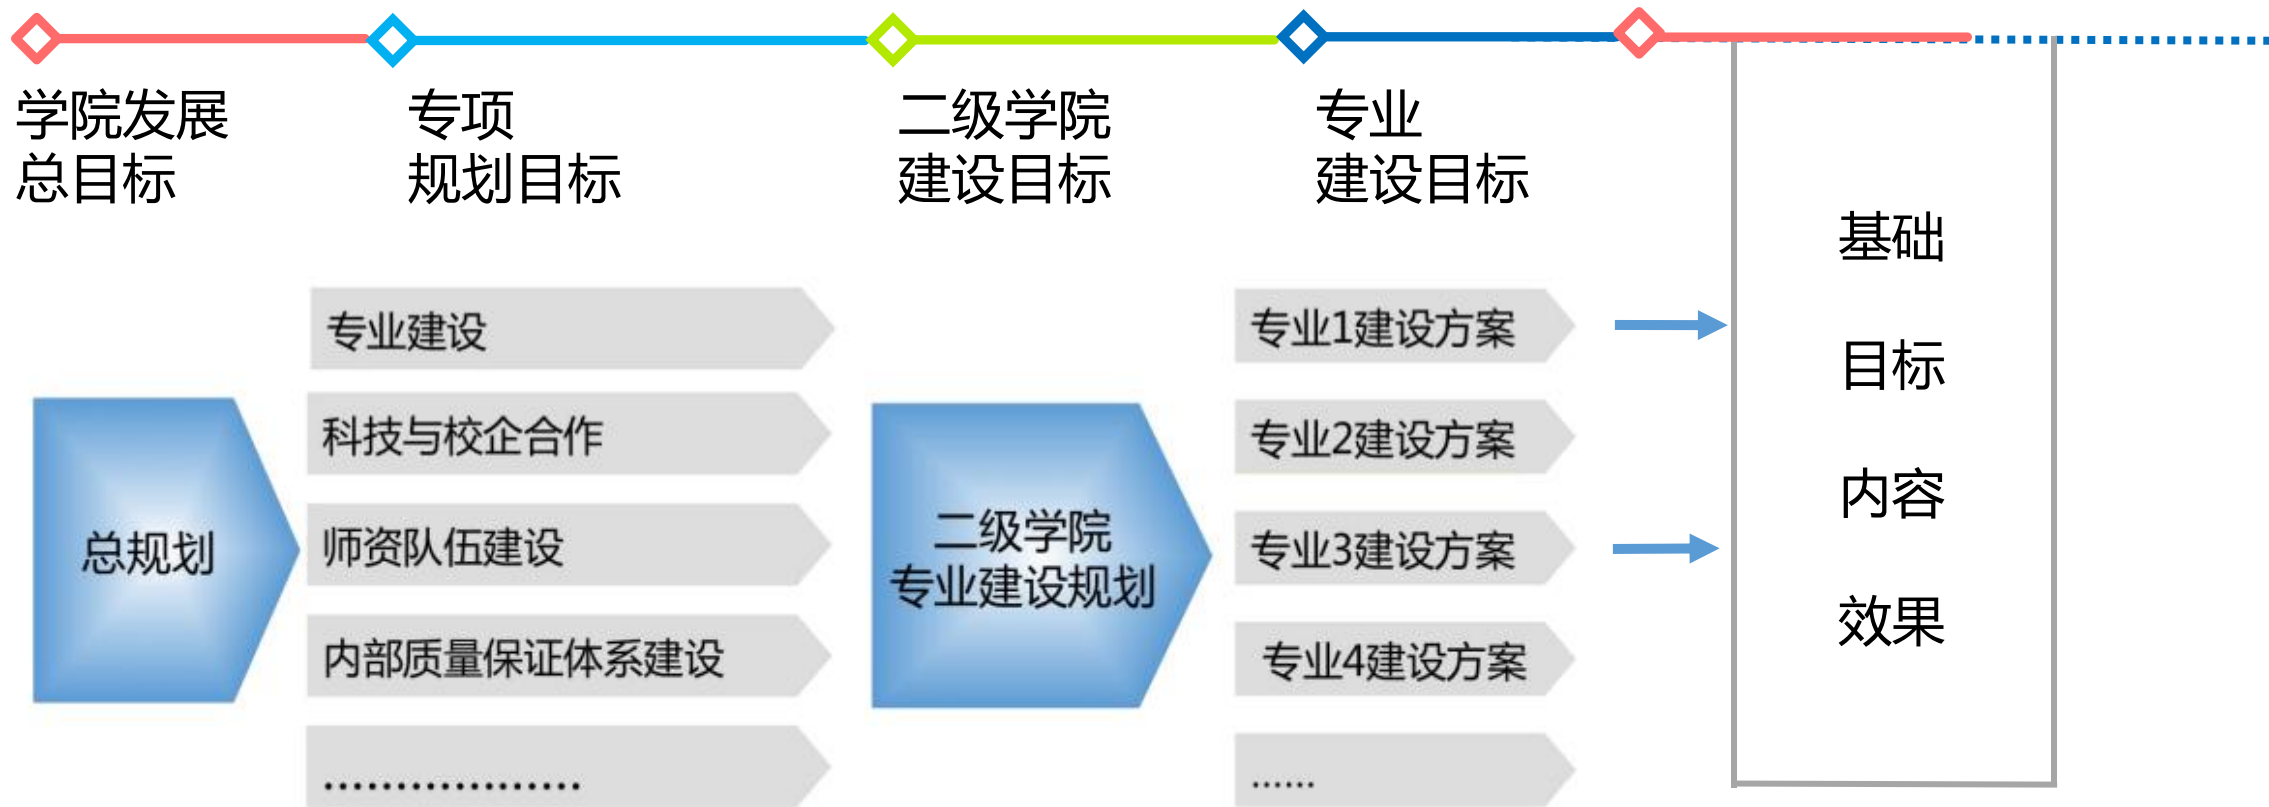 学院发展
总目标
专项
规划目标
二级学院
建设目标
专业
建设目标
总规划
专业建设
科技与校企合作
师资队伍建设
内部质量保证体系建设
..................
二级学院
专业建设规划
专业1建设方案
专业2建设方案
专业3建设方案
专业4建设方案
......
基础
目标
内容
效果